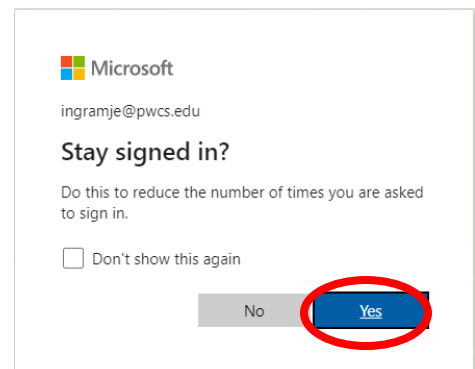 Microsoft
ingramje@pwcs.edu
Stay signed in?
Do this to reduce the number of times you are asked
to sign in.
Don't show this again
No Yes